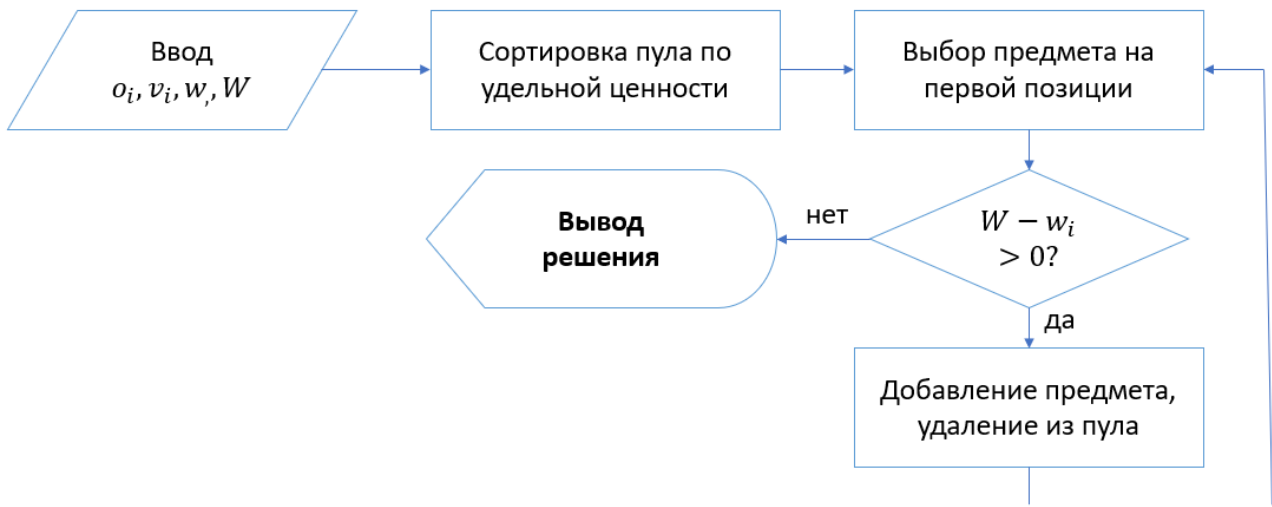 Ввод
oᵢ, vᵢ, w,, W
Сортировка пула по
удельной ценности
Выбор предмета на
первой позиции
Вывод
решения
нет
W − wᵢ
> 0?
да
Добавление предмета,
удаление из пула